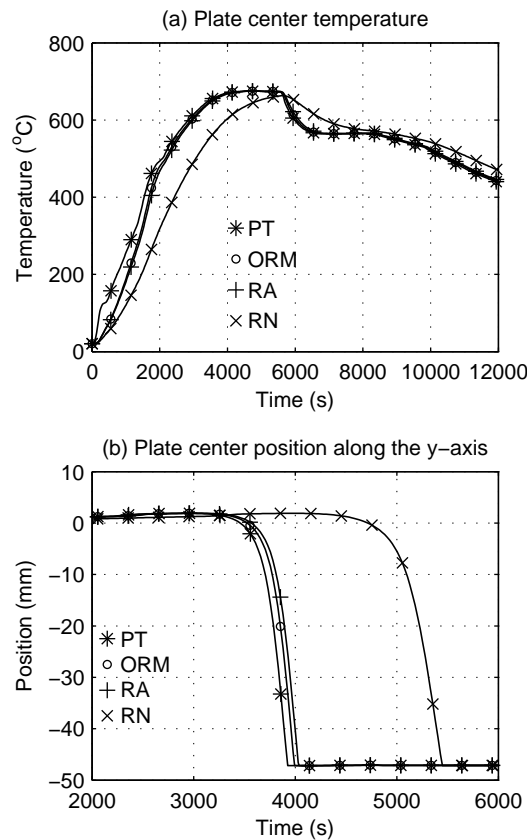 (a) Plate center temperature
800
600
400
200
0
Temperature (°C)
PT
ORM
RA
RN
0 2000 4000 6000 8000 10000 12000
Time (s)
(b) Plate center position along the y−axis
10
0
−10
−20
−30
−40
−50
Position (mm)
PT
ORM
RA
RN
2000 3000 4000 5000 6000
Time (s)